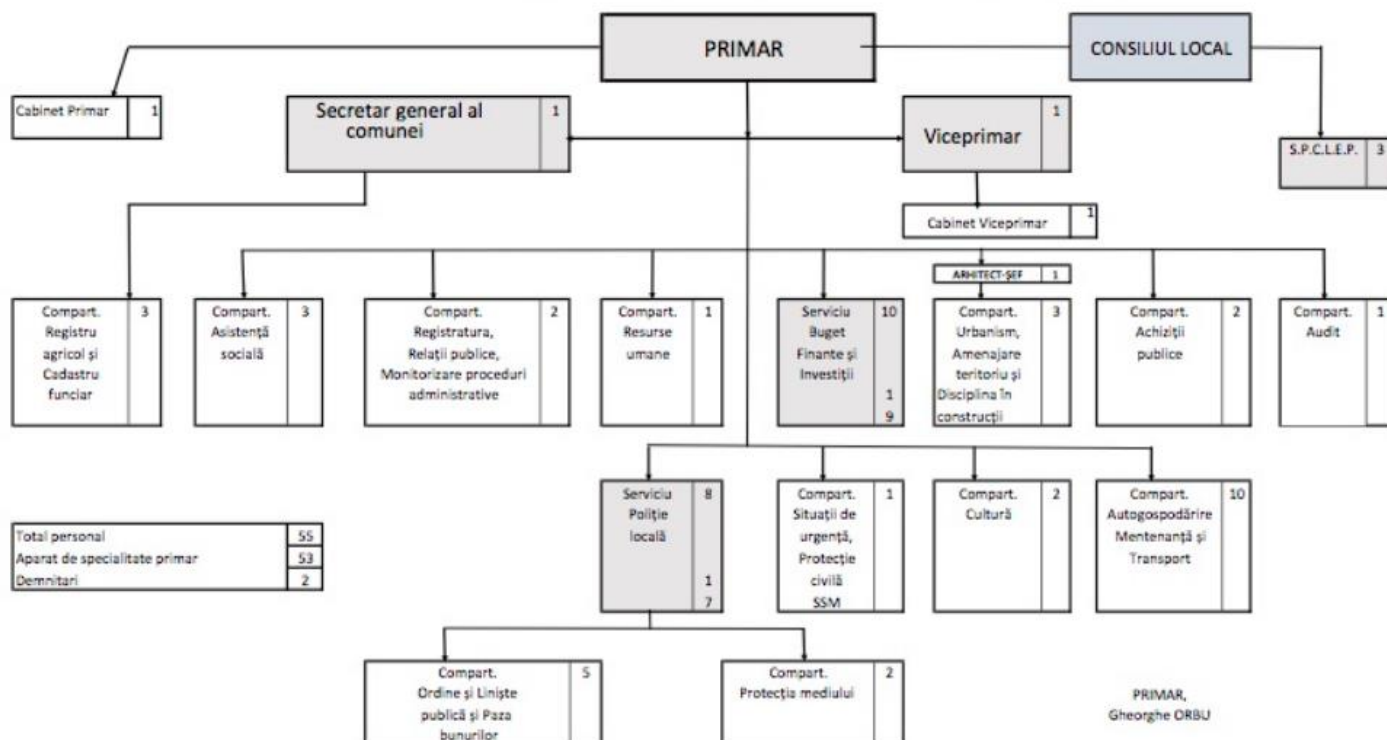 PRIMAR
CONSILIUL LOCAL
Cabinet Primar 1
Secretar general al
comunei
1
Viceprimar
1
S.P.C.L.E.P. 3
Cabinet Viceprimar 1
ARHITECT-ȘEF 1
Compart.
Registru
agricol și
Cadastru
funciar
3
Compart.
Asistență
socială
3
Compart.
Registratura,
Relații publice,
Monitorizare proceduri
administrative
2
Compart.
Resurse
umane
1
Serviciu
Buget
Finante și
Investiții
10
1
9
Compart.
Urbanism,
Amenajare
teritoriu și
Disciplina în
construcții
3
Compart.
Achiziții
publice
2
Compart.
Audit
1
Serviciu
Poliție
locală
8
1
7
Compart.
Situații de
urgență,
Protecție
civilă
SSM
1
Compart.
Cultură
2
Compart.
Autogospodărire
Mentenanță și
Transport
10
Total personal 55
Aparat de specialitate primar 53
Demnitari 2
Compart.
Ordine și Liniște
publică și Paza
bunurilor
5
Compart.
Protecția mediului
2
PRIMAR,
Gheorghe ORBU